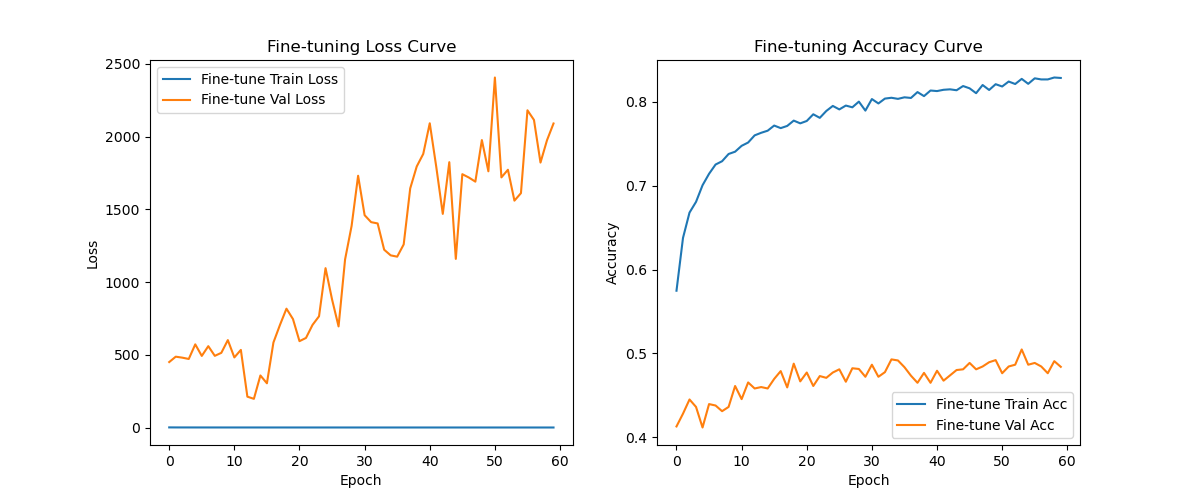 Fine-tuning Loss Curve
Fine-tune Train Loss
Fine-tune Val Loss
2500
2000
1500
1000
500
0
Loss
0 10 20 30 40 50 60
Epoch
Fine-tuning Accuracy Curve
0.8
0.7
0.6
0.5
0.4
Accuracy
Fine-tune Train Acc
Fine-tune Val Acc
0 10 20 30 40 50 60
Epoch